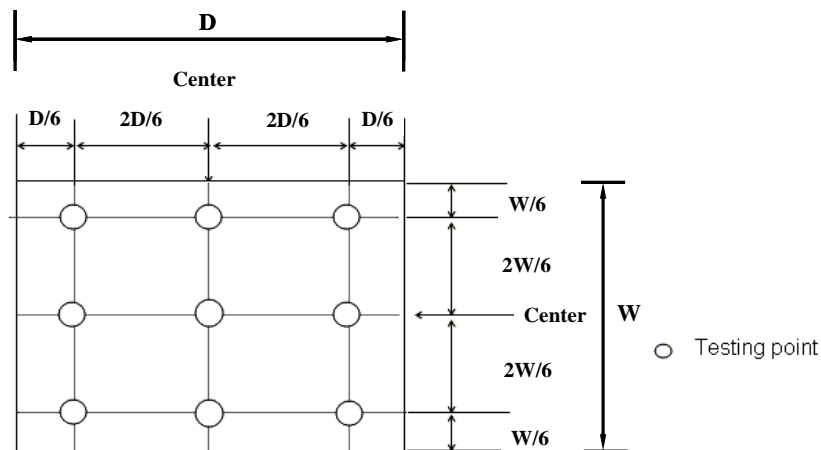 D
Center
D/6 2D/6 2D/6 D/6
W/6
2W/6
Center
W
Testing point
2W/6
W/6